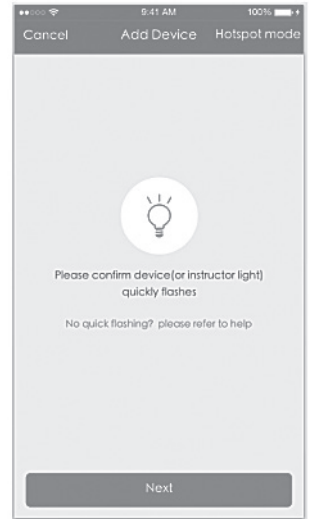 9:41 AM 100%
Cancel Add Device Hotspot mode
Please confirm device(or instructor light)
quickly flashes
No quick flashing? please refer to help
Next